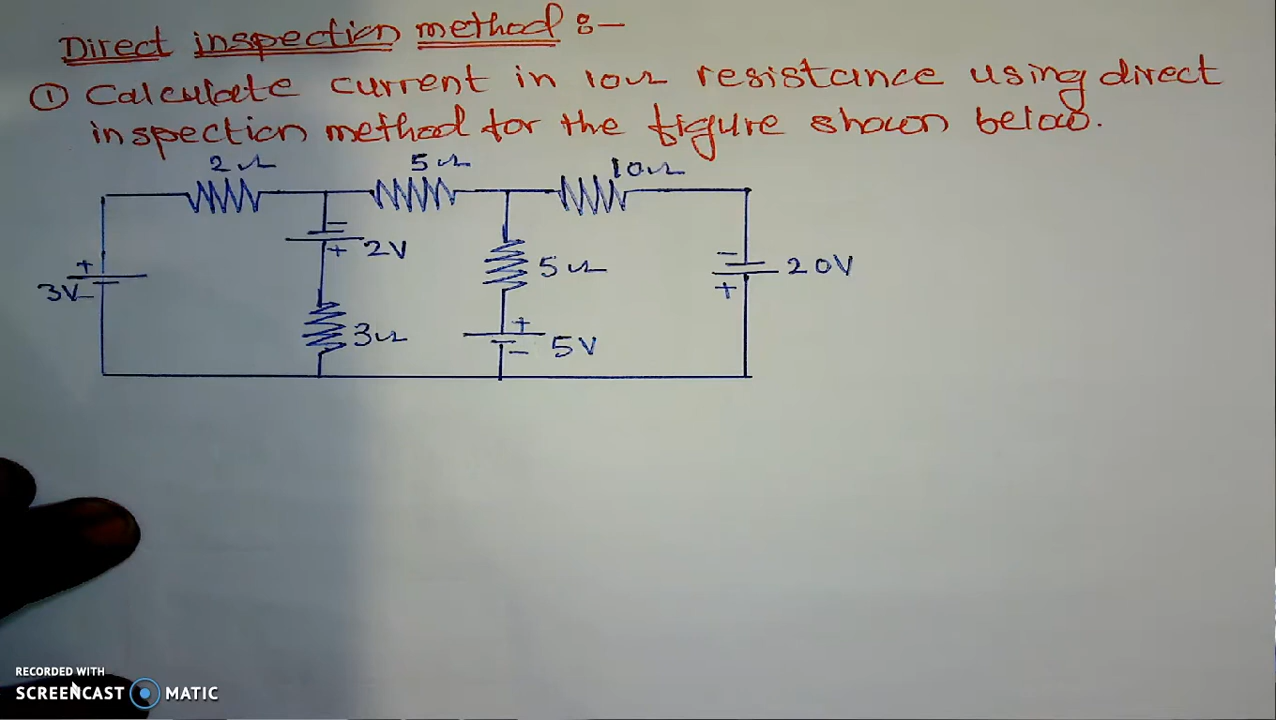 Direct inspection method :-
① Calculate current in 10Ω resistance using direct
inspection method for the figure shown below.
2Ω 5Ω 10Ω
+ 3V -
- + 2V
3Ω
5Ω
+ - 5V
- + 20V
RECORDED WITH
SCREENCAST MATIC